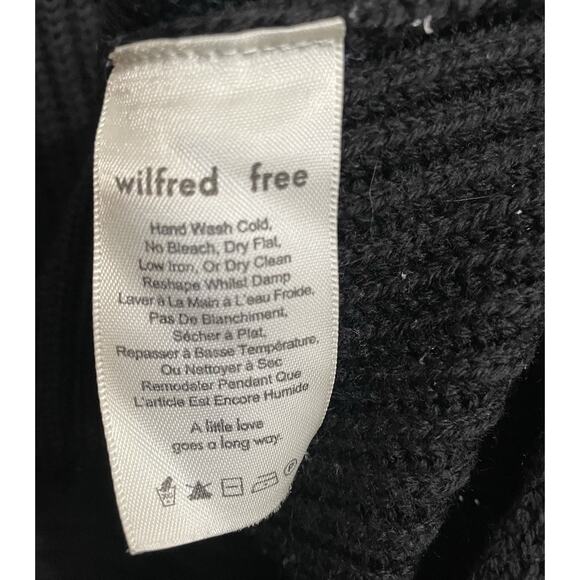 wilfred free
Hand Wash Cold,
No Bleach, Dry Flat,
Low Iron, Or Dry Clean
Reshape Whilst Damp
Laver à La Main à L'eau Froide,
Pas De Blanchiment,
Sécher à Plat,
Repasser à Basse Température,
Ou Nettoyer à Sec
Remodeler Pendant Que
L'article Est Encore Humide
A little love
goes a long way.
P